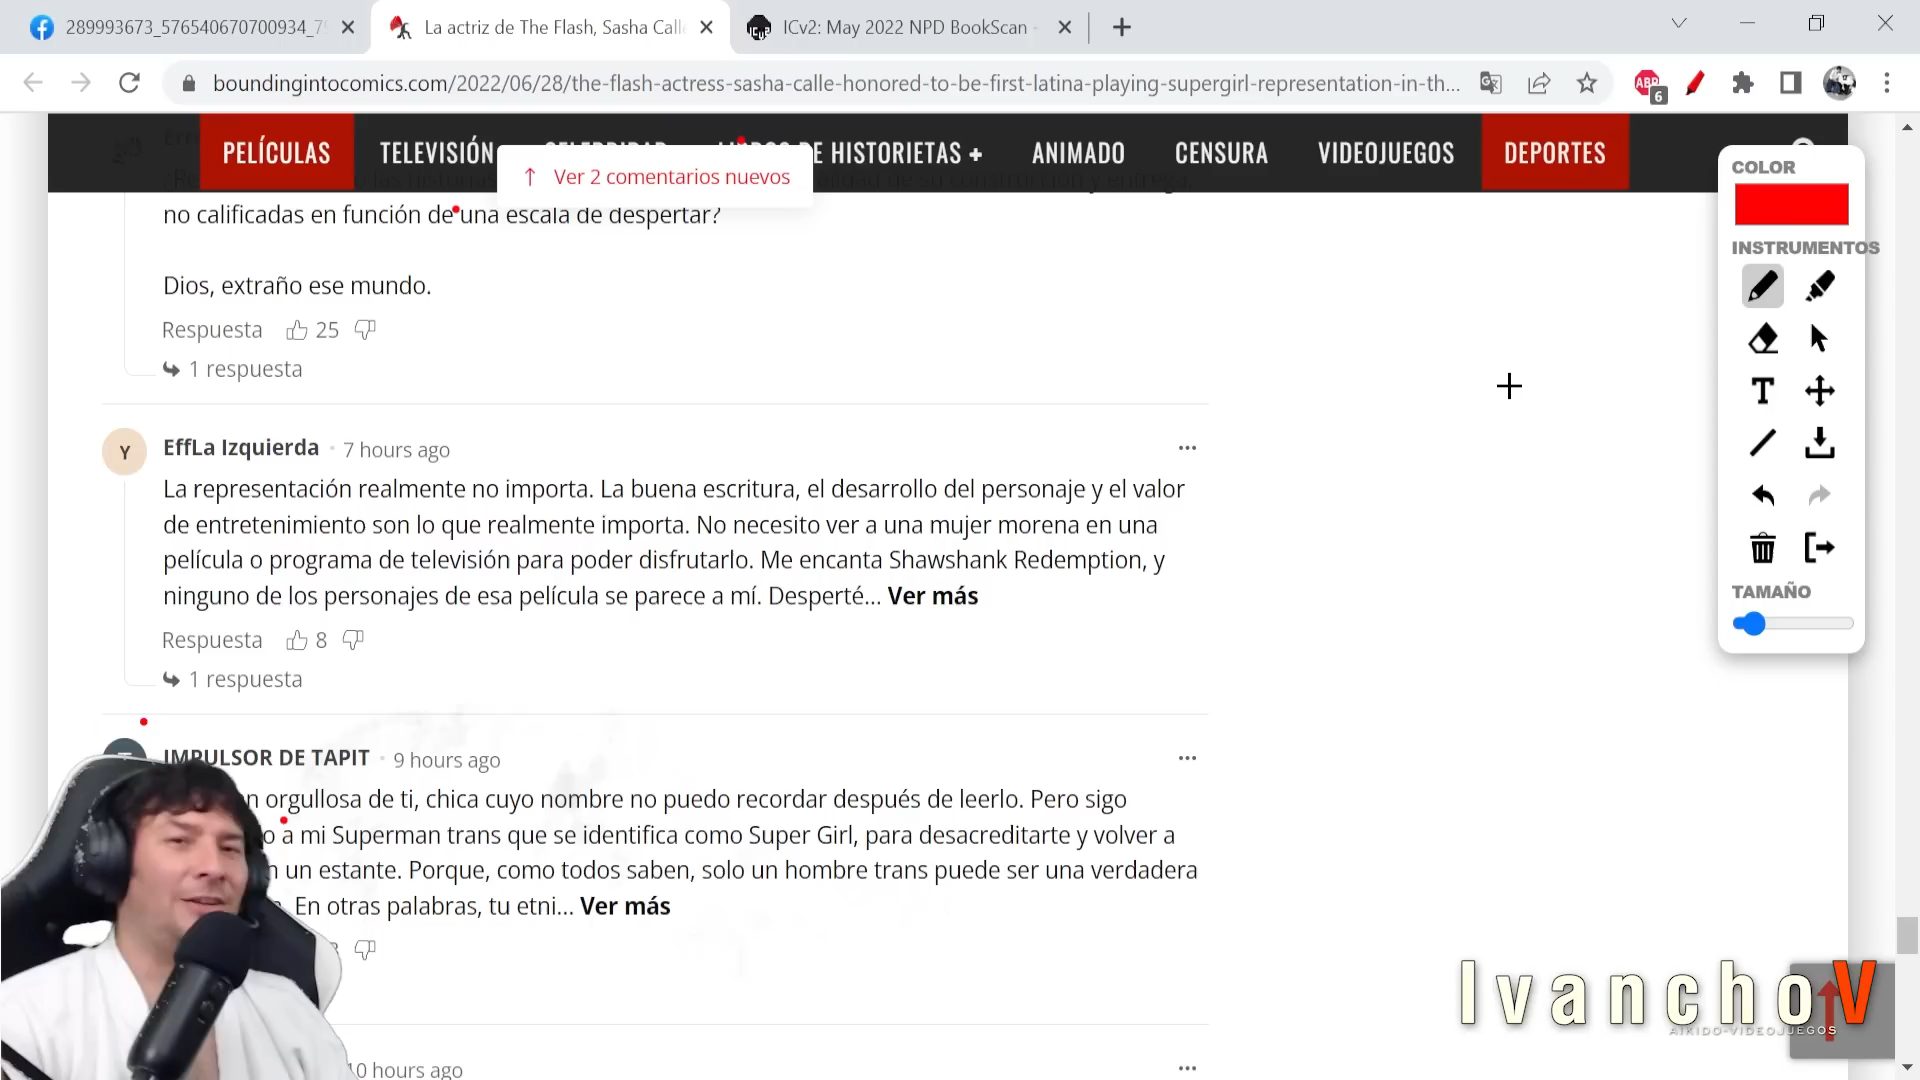 289993673_576540670700934_79
La actriz de The Flash, Sasha Calle
ICv2: May 2022 NPD BookScan -
boundingintocomics.com/2022/06/28/the-flash-actress-sasha-calle-honored-to-be-first-latina-playing-supergirl-representation-in-th...
ABP
6
PELÍCULAS
TELEVISIÓN
DE HISTORIETAS +
ANIMADO
CENSURA
VIDEOJUEGOS
DEPORTES
↑ Ver 2 comentarios nuevos
no calificadas en función de una escala de despertar?
Dios, extraño ese mundo.
Respuesta 25
1 respuesta
Y
EffLa Izquierda • 7 hours ago
La representación realmente no importa. La buena escritura, el desarrollo del personaje y el valor
de entretenimiento son lo que realmente importa. No necesito ver a una mujer morena en una
película o programa de televisión para poder disfrutarlo. Me encanta Shawshank Redemption, y
ninguno de los personajes de esa película se parece a mí. Desperté... Ver más
Respuesta 8
1 respuesta
IMPULSOR DE TAPIT • 9 hours ago
orgullosa de ti, chica cuyo nombre no puedo recordar después de leerlo. Pero sigo
a mi Superman trans que se identifica como Super Girl, para desacreditarte y volver a
un estante. Porque, como todos saben, solo un hombre trans puede ser una verdadera
En otras palabras, tu etni... Ver más
10 hours ago
COLOR
INSTRUMENTOS
T
TAMAÑO
IvanchoV
AIKIDO-VIDEOJUEGOS